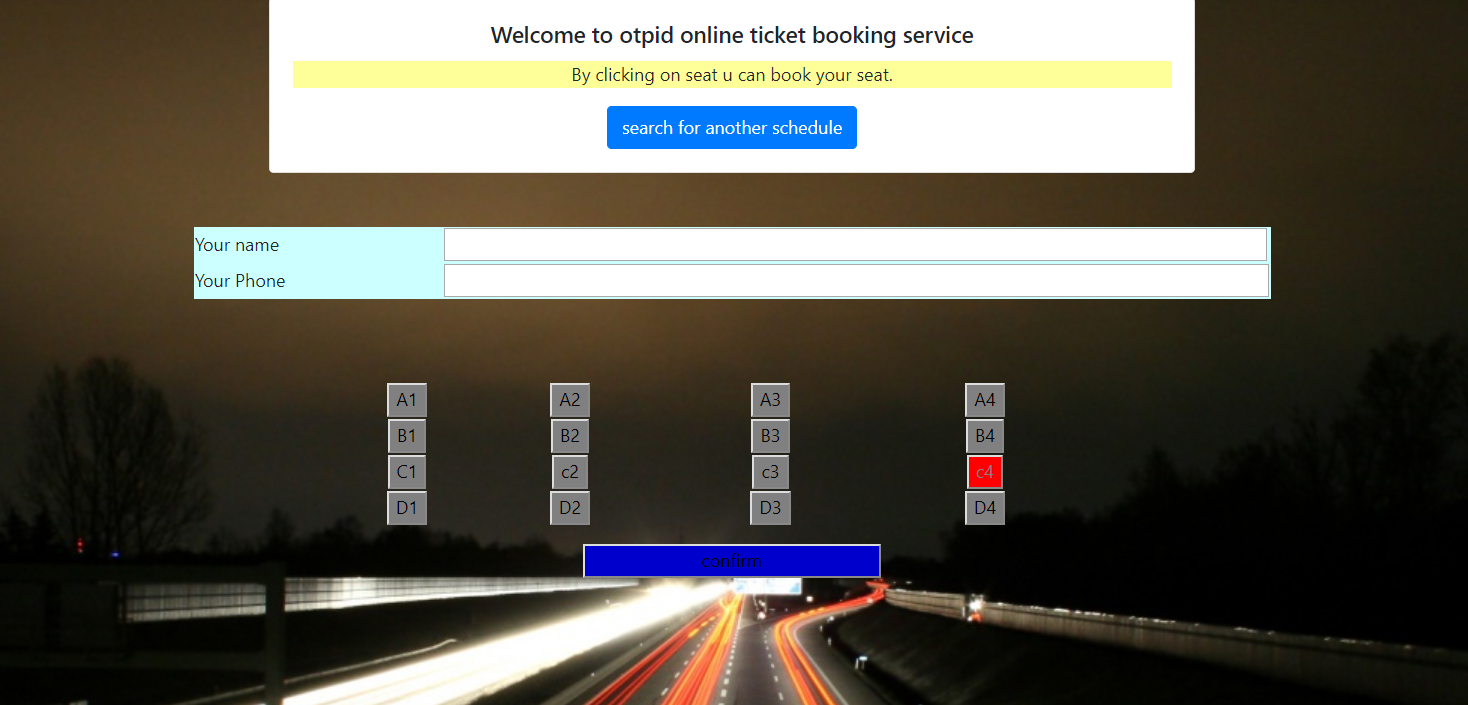 Welcome to otpid online ticket booking service
By clicking on seat u can book your seat.
search for another schedule
Your name
Your Phone
A1 A2 A3 A4
B1 B2 B3 B4
C1 c2 c3 c4
D1 D2 D3 D4
confirm